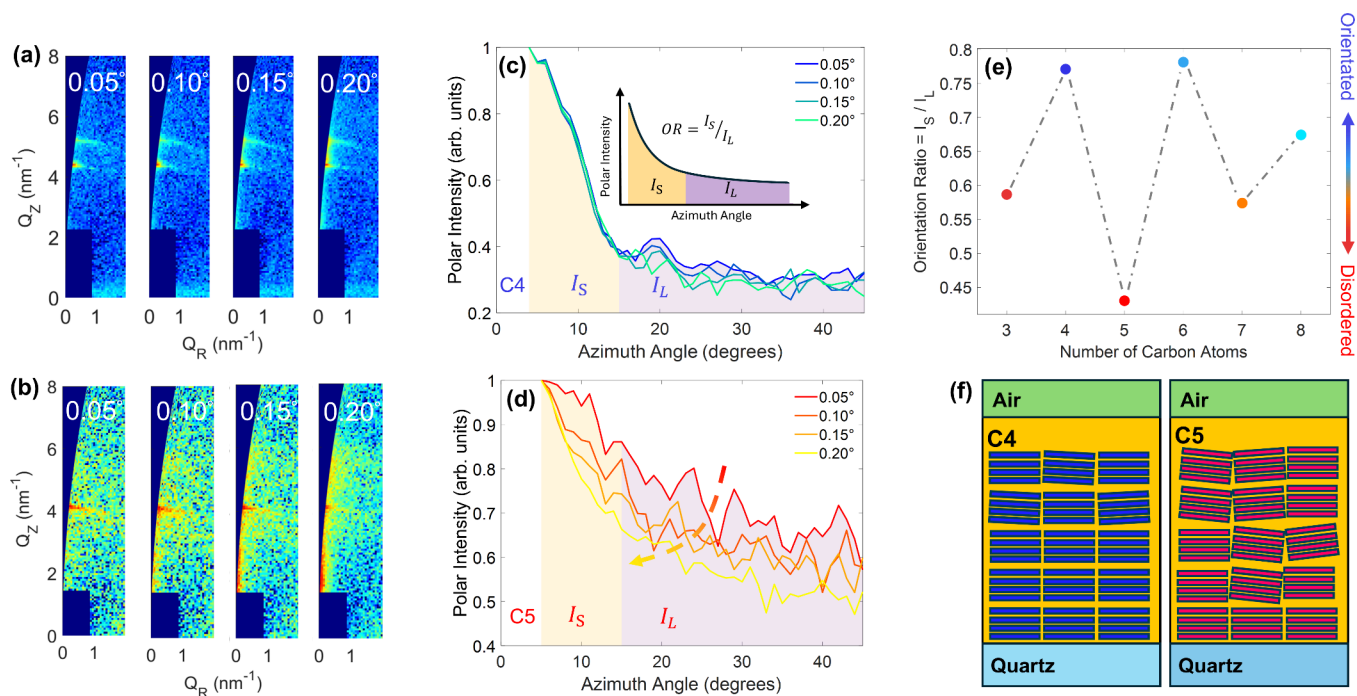 (a)
0.05° 0.10° 0.15° 0.20°
8
6
4
2
0
Q_Z (nm⁻¹)
0 1 0 1 0 1 0 1
Q_R (nm⁻¹)
(b)
0.05° 0.10° 0.15° 0.20°
8
6
4
2
0
Q_Z (nm⁻¹)
0 1 0 1 0 1 0 1
Q_R (nm⁻¹)
(c)
1
0.8
0.6
0.4
0.2
Polar Intensity (arb. units)
0.05°
0.10°
0.15°
0.20°
Polar Intensity
OR = I_S/I_L
I_S I_L
Azimuth Angle
C4 I_S I_L
0 10 20 30 40
Azimuth Angle (degrees)
(d)
1
0.9
0.8
0.7
0.6
0.5
0.4
Polar Intensity (arb. units)
0.05°
0.10°
0.15°
0.20°
C5 I_S I_L
0 10 20 30 40
Azimuth Angle (degrees)
(e)
0.8
0.75
0.7
0.65
0.6
0.55
0.5
0.45
Orientation Ratio = I_S / I_L
3 4 5 6 7 8
Number of Carbon Atoms
Orientated
Disordered
(f)
Air
C4
Quartz
Air
C5
Quartz